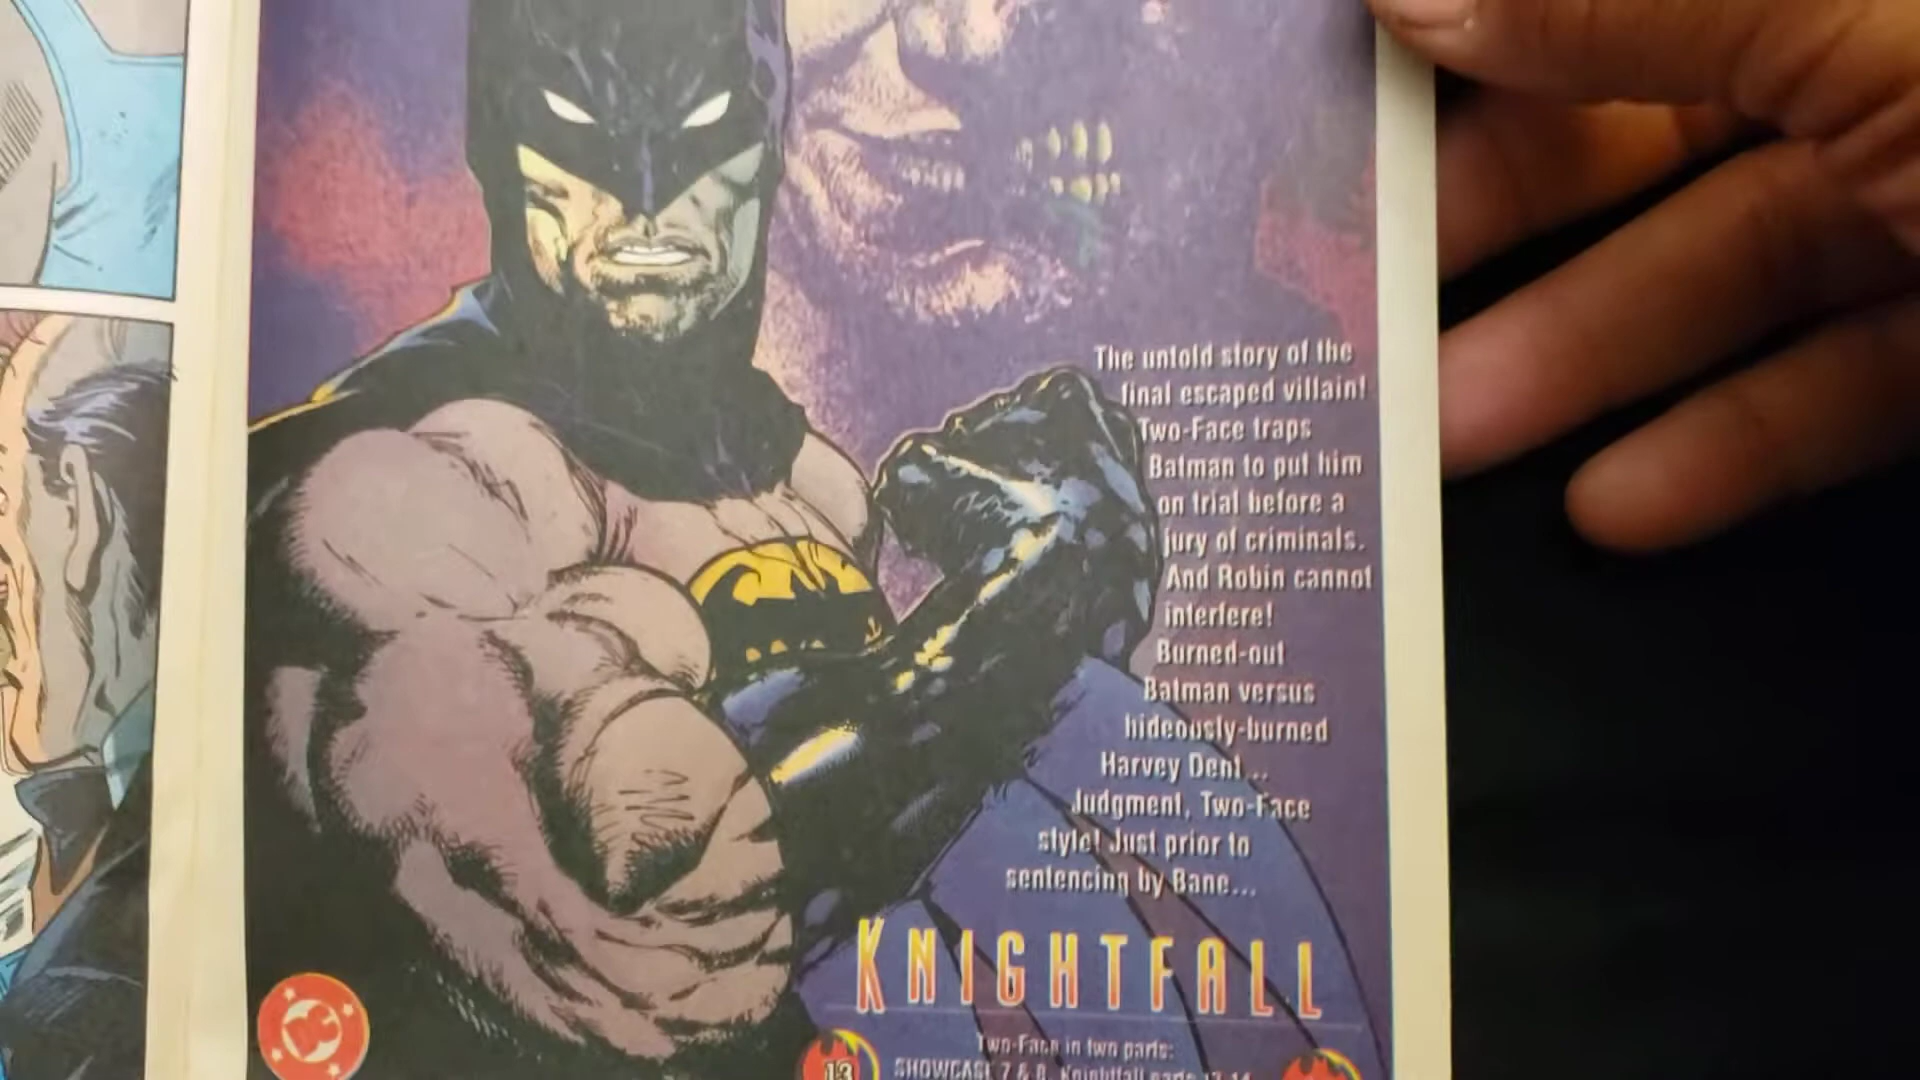 The untold story of the
final escaped villain!
Two-Face traps
Batman to put him
on trial before a
jury of criminals.
And Robin cannot
interfere!
Burned-out
Batman versus
hideously-burned
Harvey Dent...
Judgment, Two-Face
style! Just prior to
sentencing by Bane...
KNIGHTFALL
Two-Face in two parts:
13
SHOWCASE 7 & 8, Knightfall parts 13, 14
DC